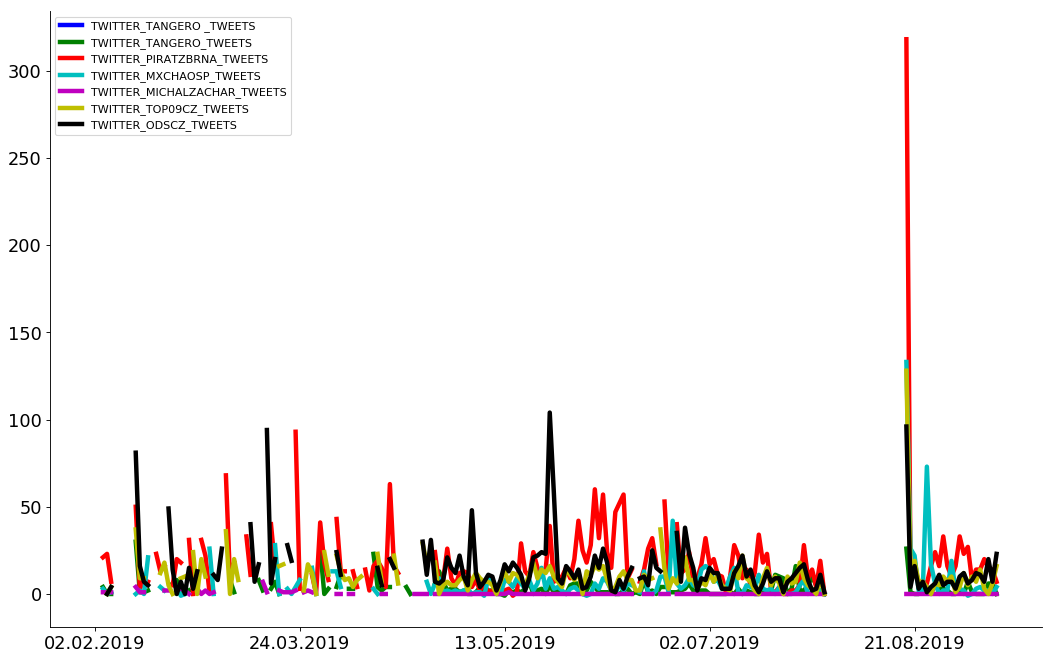 TWITTER_TANGERO _TWEETS
TWITTER_TANGERO_TWEETS
TWITTER_PIRATZBRNA_TWEETS
TWITTER_MXCHAOSP_TWEETS
TWITTER_MICHALZACHAR_TWEETS
TWITTER_TOP09CZ_TWEETS
TWITTER_ODSCZ_TWEETS
300
250
200
150
100
50
0
02.02.2019 24.03.2019 13.05.2019 02.07.2019 21.08.2019